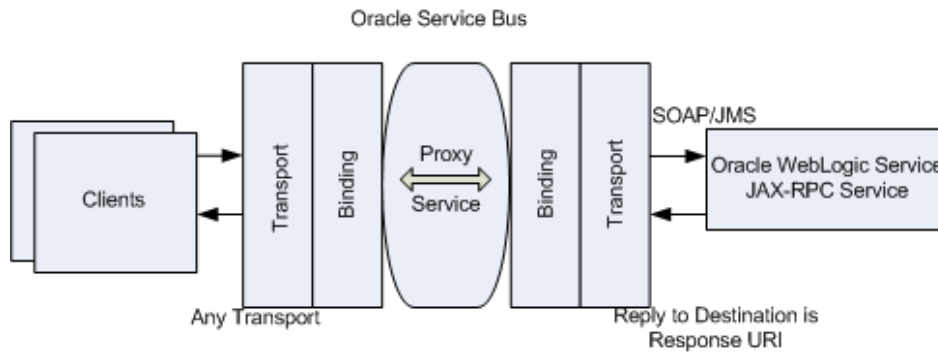 Oracle Service Bus
SOAP/JMS
Clients
Transport
Binding
Proxy
Service
Binding
Transport
Oracle WebLogic Service
JAX-RPC Service
Any Transport
Reply to Destination is
Response URI